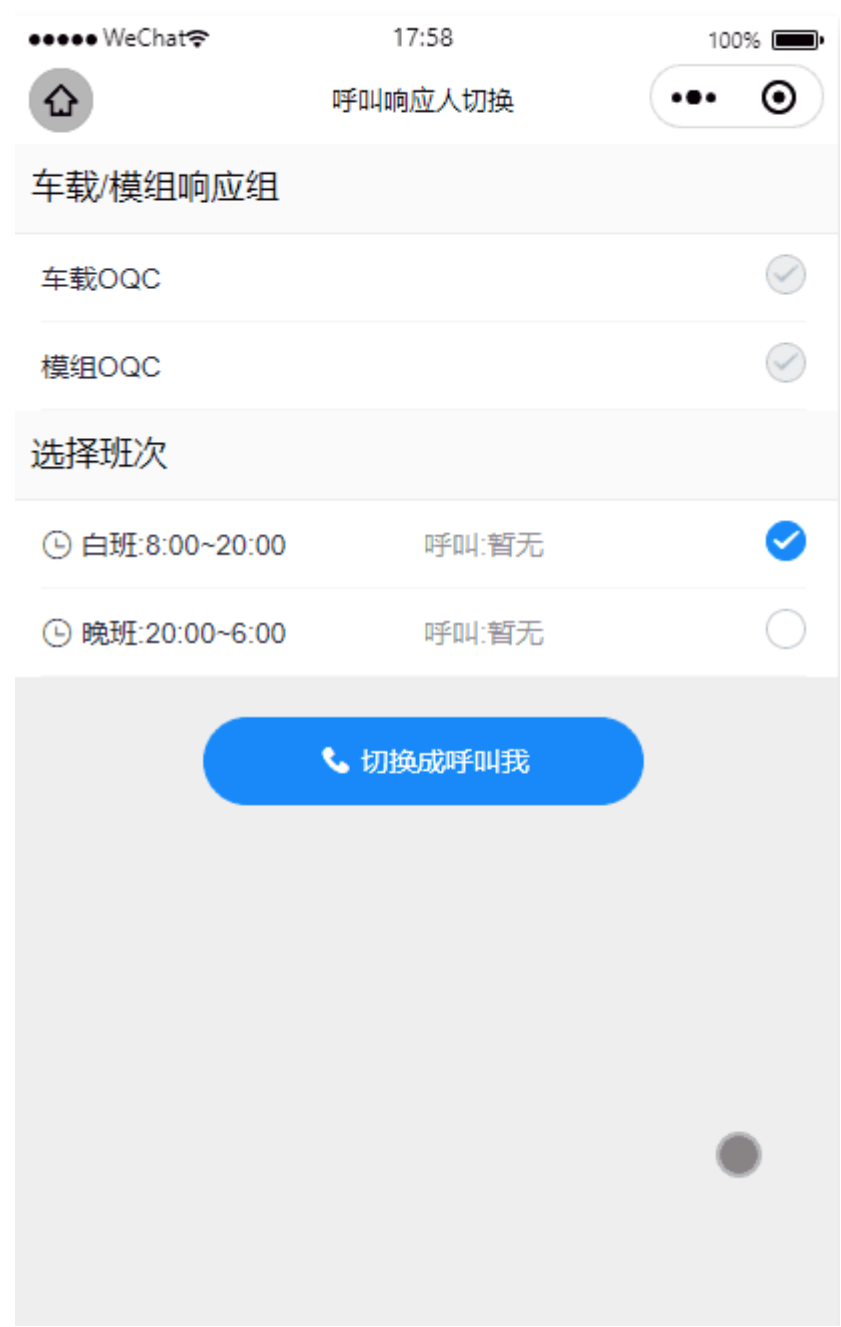 WeChat 17:58 100%
呼叫响应人切换
车载/模组响应组
车载OQC
模组OQC
选择班次
白班:8:00~20:00 呼叫:暂无
晚班:20:00~6:00 呼叫:暂无
切换成呼叫我